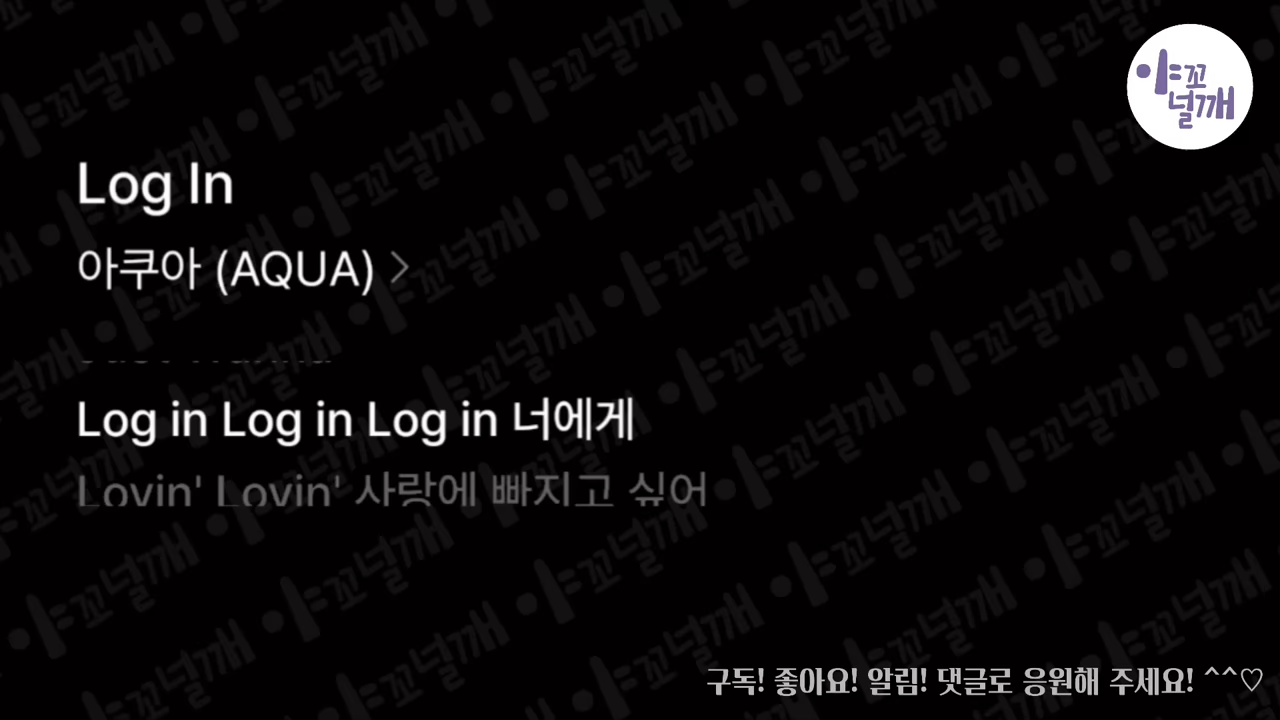 야꼬
널깨
Log In
아쿠아 (AQUA) >
Log in Log in Log in 너에게
Lovin' Lovin' 사랑에 빠지고 싶어
구독! 좋아요! 알림! 댓글로 응원해 주세요! ^^♡